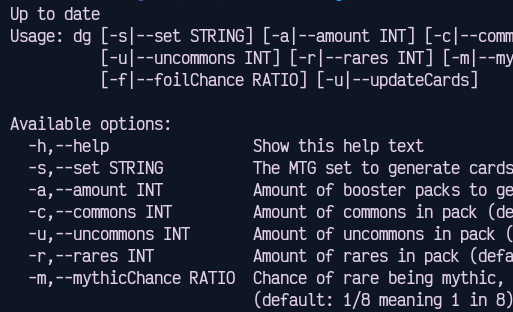 Up to date
Usage: dg [-s|--set STRING] [-a|--amount INT] [-c|--comm
[-u|--uncommons INT] [-r|--rares INT] [-m|--my
[-f|--foilChance RATIO] [-u|--updateCards]
Available options:
-h,--help Show this help text
-s,--set STRING The MTG set to generate cards
-a,--amount INT Amount of booster packs to ge
-c,--commons INT Amount of commons in pack (de
-u,--uncommons INT Amount of uncommons in pack (
-r,--rares INT Amount of rares in pack (defa
-m,--mythicChance RATIO Chance of rare being mythic,
(default: 1/8 meaning 1 in 8)